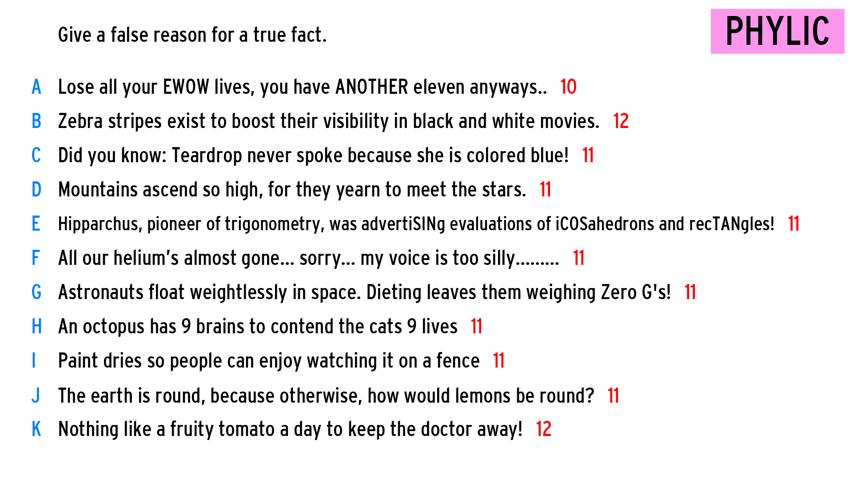 Give a false reason for a true fact.
PHYLIC
A Lose all your EWOW lives, you have ANOTHER eleven anyways.. 10
B Zebra stripes exist to boost their visibility in black and white movies. 12
C Did you know: Teardrop never spoke because she is colored blue! 11
D Mountains ascend so high, for they yearn to meet the stars. 11
E Hipparchus, pioneer of trigonometry, was advertiSINg evaluations of iCOSahedrons and recTANgles! 11
F All our helium's almost gone... sorry... my voice is too silly......... 11
G Astronauts float weightlessly in space. Dieting leaves them weighing Zero G's! 11
H An octopus has 9 brains to contend the cats 9 lives 11
I Paint dries so people can enjoy watching it on a fence 11
J The earth is round, because otherwise, how would lemons be round? 11
K Nothing like a fruity tomato a day to keep the doctor away! 12